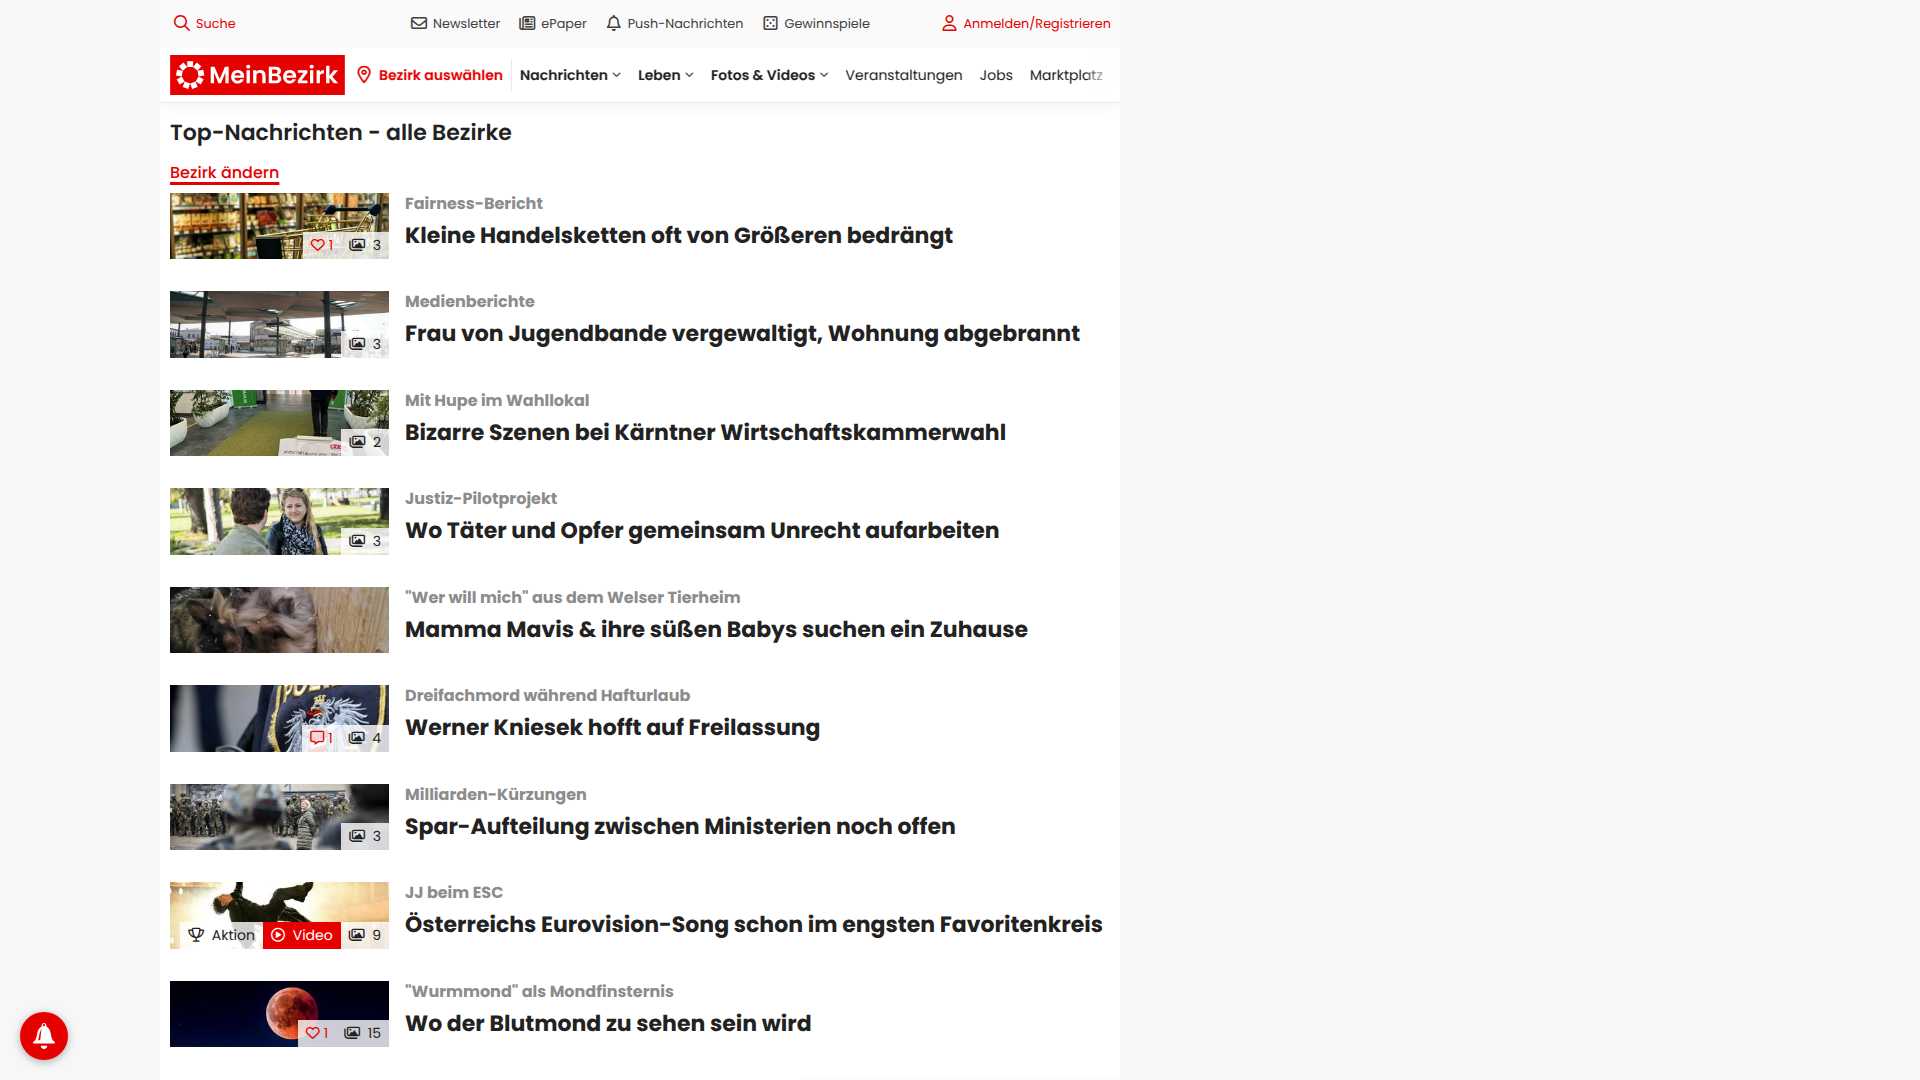 Suche
Newsletter
ePaper
Push-Nachrichten
Gewinnspiele
Anmelden/Registrieren
MeinBezirk
Bezirk auswählen
Nachrichten
Leben
Fotos & Videos
Veranstaltungen
Jobs
Marktplatz
Top-Nachrichten - alle Bezirke
Bezirk ändern
Fairness-Bericht
Kleine Handelsketten oft von Größeren bedrängt
1 3
Medienberichte
Frau von Jugendbande vergewaltigt, Wohnung abgebrannt
3
Mit Hupe im Wahllokal
Bizarre Szenen bei Kärntner Wirtschaftskammerwahl
2
Justiz-Pilotprojekt
Wo Täter und Opfer gemeinsam Unrecht aufarbeiten
3
"Wer will mich" aus dem Welser Tierheim
Mamma Mavis & ihre süßen Babys suchen ein Zuhause
Dreifachmord während Hafturlaub
Werner Kniesek hofft auf Freilassung
1 4
Milliarden-Kürzungen
Spar-Aufteilung zwischen Ministerien noch offen
3
JJ beim ESC
Österreichs Eurovision-Song schon im engsten Favoritenkreis
Aktion Video 9
"Wurmmond" als Mondfinsternis
Wo der Blutmond zu sehen sein wird
1 15